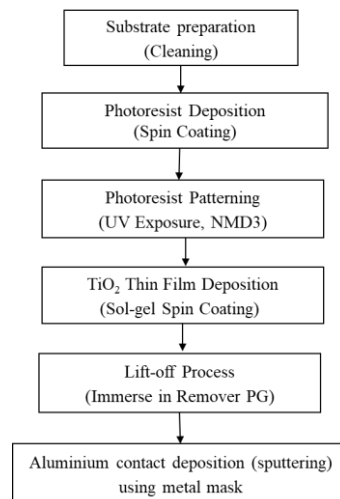 Substrate preparation
(Cleaning)
Photoresist Deposition
(Spin Coating)
Photoresist Patterning
(UV Exposure, NMD3)
TiO₂ Thin Film Deposition
(Sol-gel Spin Coating)
Lift-off Process
(Immerse in Remover PG)
Aluminium contact deposition (sputtering)
using metal mask